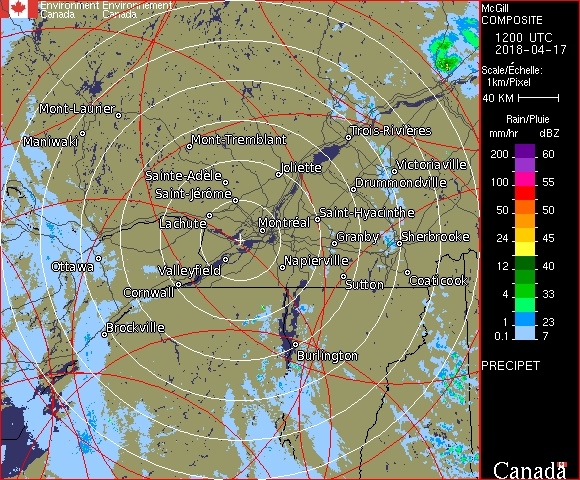 Environment Environnement
Canada Canada
McGill
COMPOSITE
1200 UTC
2018-04-17
Scale/Échelle:
1km/Pixel
40 KM
Rain/Pluie
mm/hr dBZ
200 60
100 55
50 50
24 45
12 40
4 33
1 23
0.1 7
PRECIPET
Canada
Mont-Laurier
Maniwaki
Mont-Tremblant
Trois-Rivières
Sainte-Adèle
Joliette
Victoriaville
Saint-Jérôme
Drummondville
Lachute
Montréal
Saint-Hyacinthe
Granby
Sherbrooke
Ottawa
Valleyfield
Napierville
Cornwall
Sutton
Coaticook
Brockville
Burlington